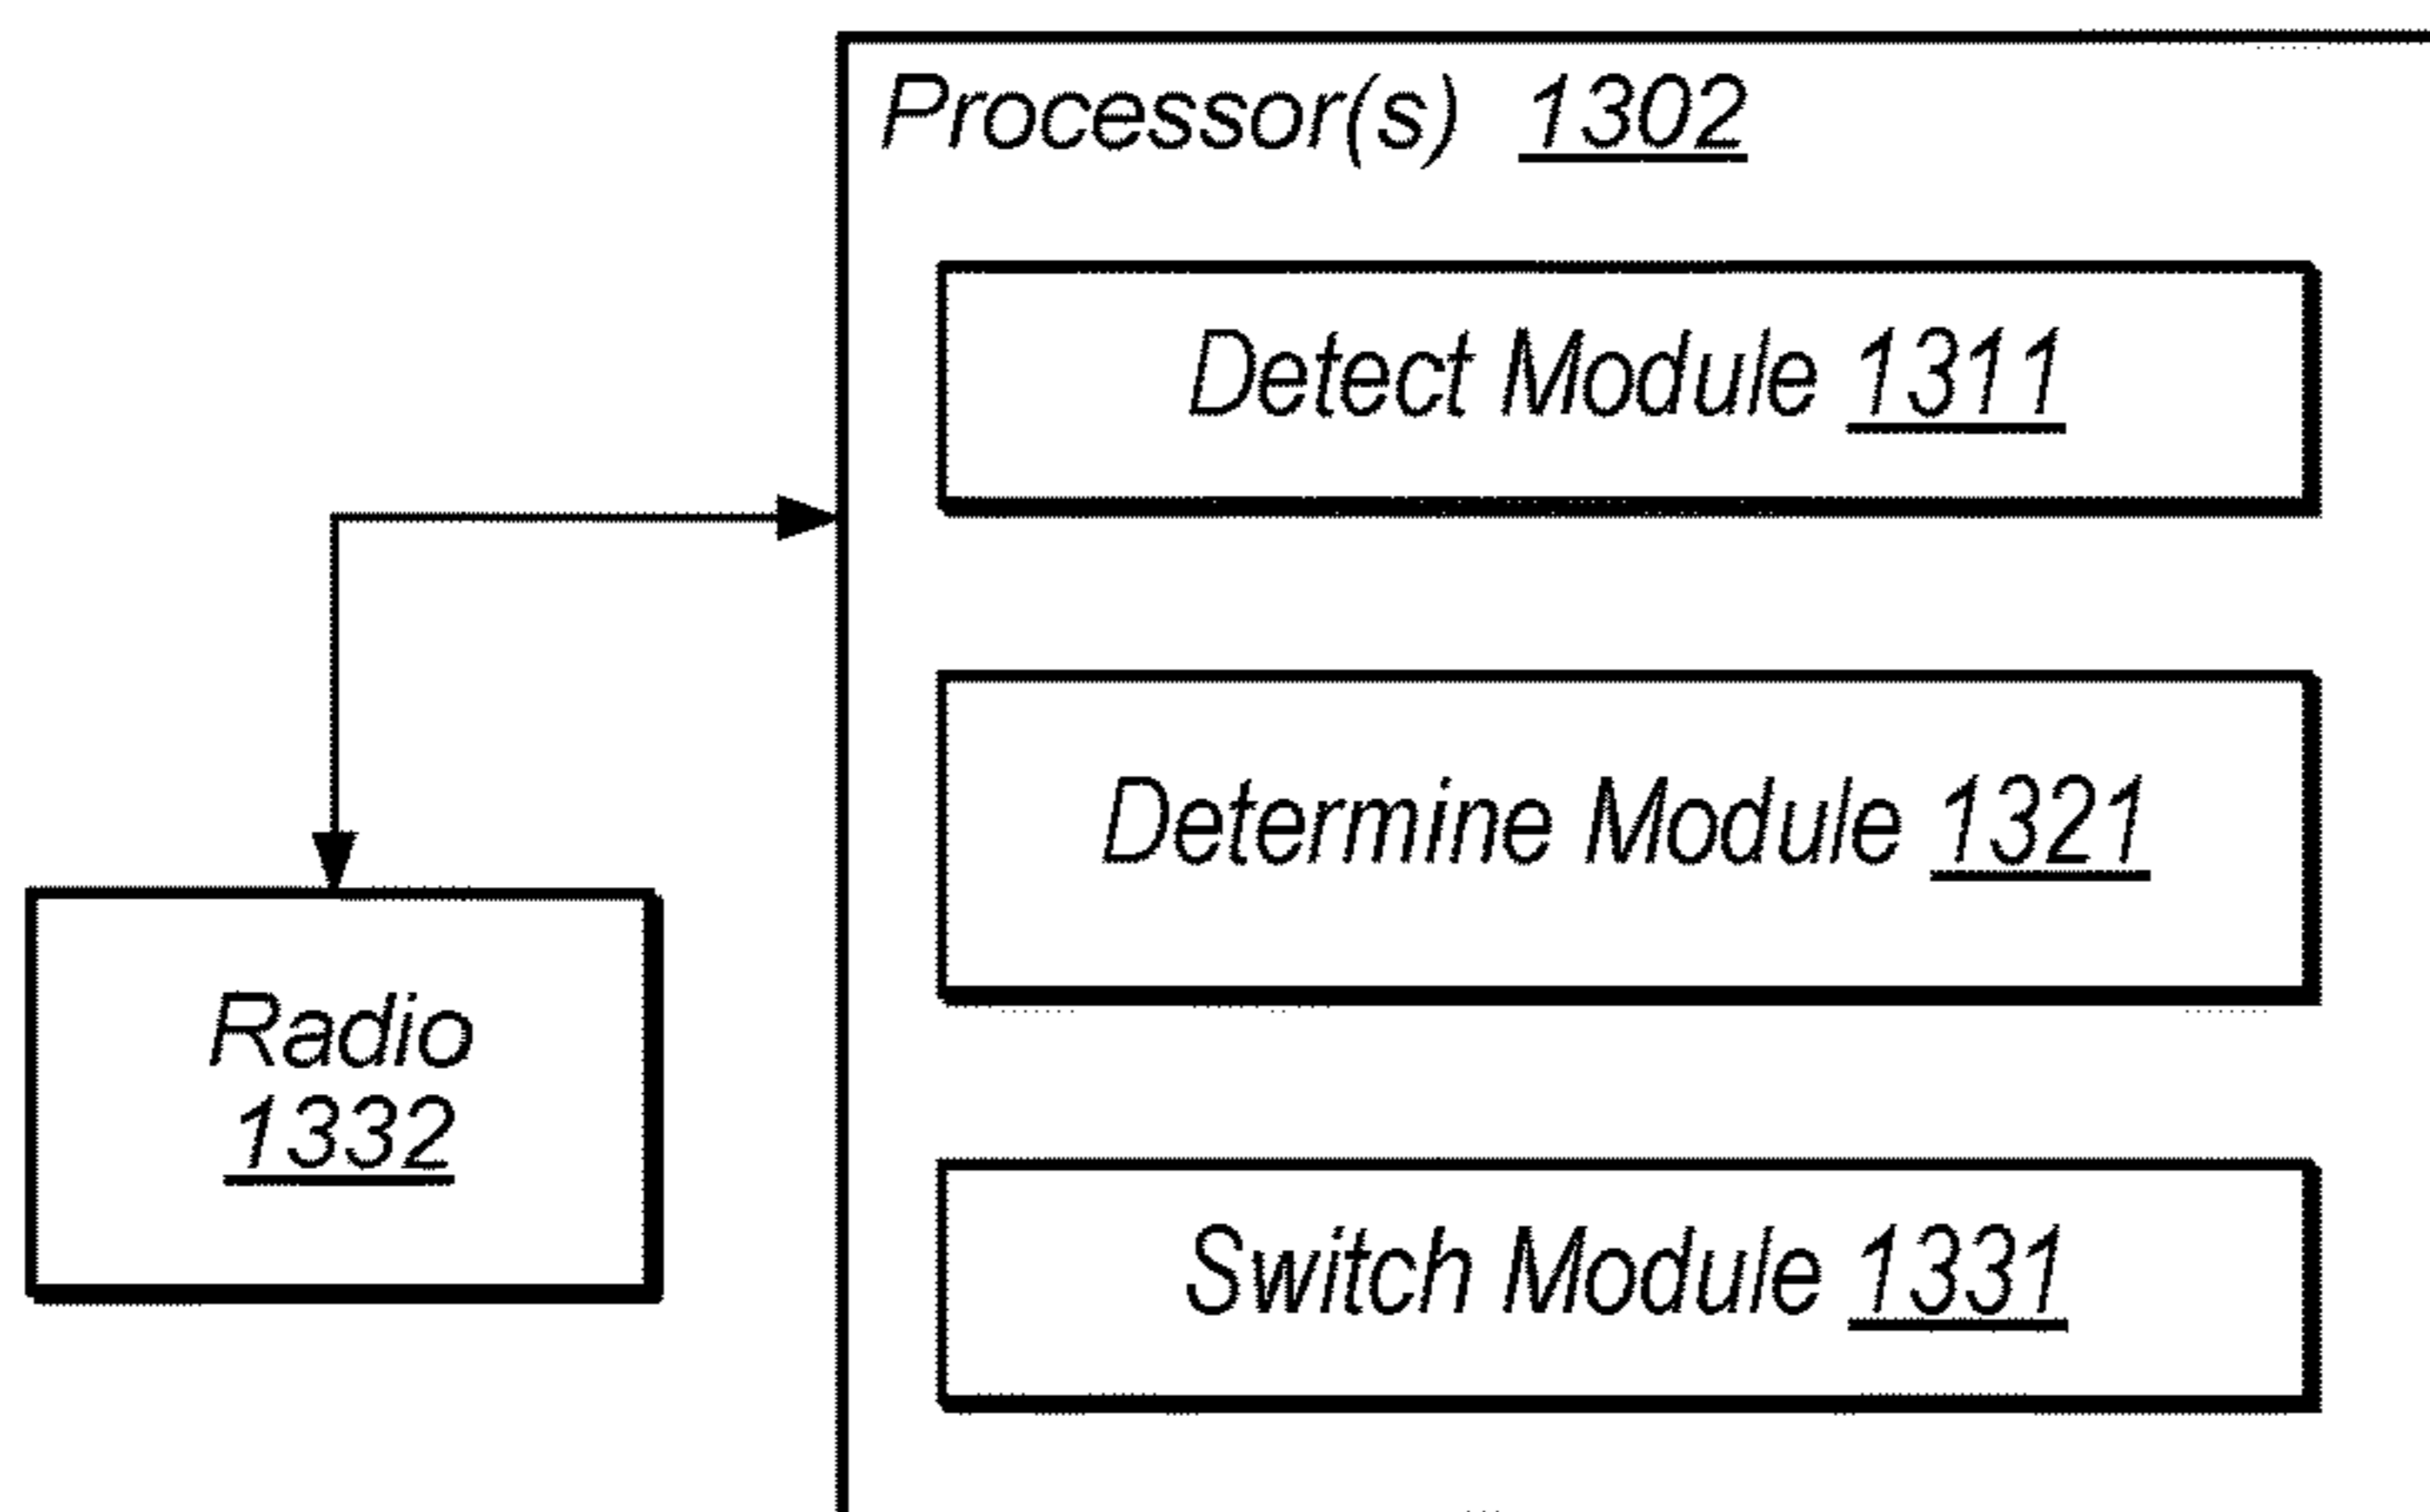 Processor(s) 1302
Detect Module 1311
Determine Module 1321
Radio
1332
Switch Module 1331